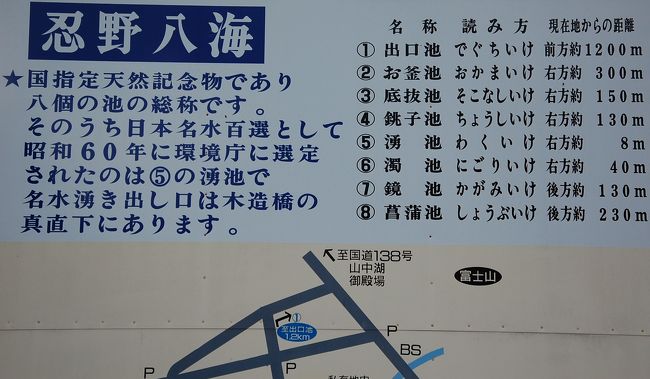 忍野八海
★国指定天然記念物であり
八個の池の総称です。
そのうち日本名水百選として
昭和60年に環境庁に選定
されたのは⑤の湧池で
名水湧き出し口は木造橋の
真直下にあります。
名称 読み方 現在地からの距離
① 出口池 でぐちいけ 前方約1200m
② お釜池 おかまいけ 右方約 300m
③ 底抜池 そこなしいけ 右方約 150m
④ 銚子池 ちょうしいけ 右方約 130m
⑤ 湧池 わくいけ 右方約 8m
⑥ 濁池 にごりいけ 右方約 40m
⑦ 鏡池 かがみいけ 後方約 130m
⑧ 菖蒲池 しょうぶいけ 後方約 230m
至国道138号
山中湖
御殿場
富士山
①
至出口池
1.2km
P
BS
P